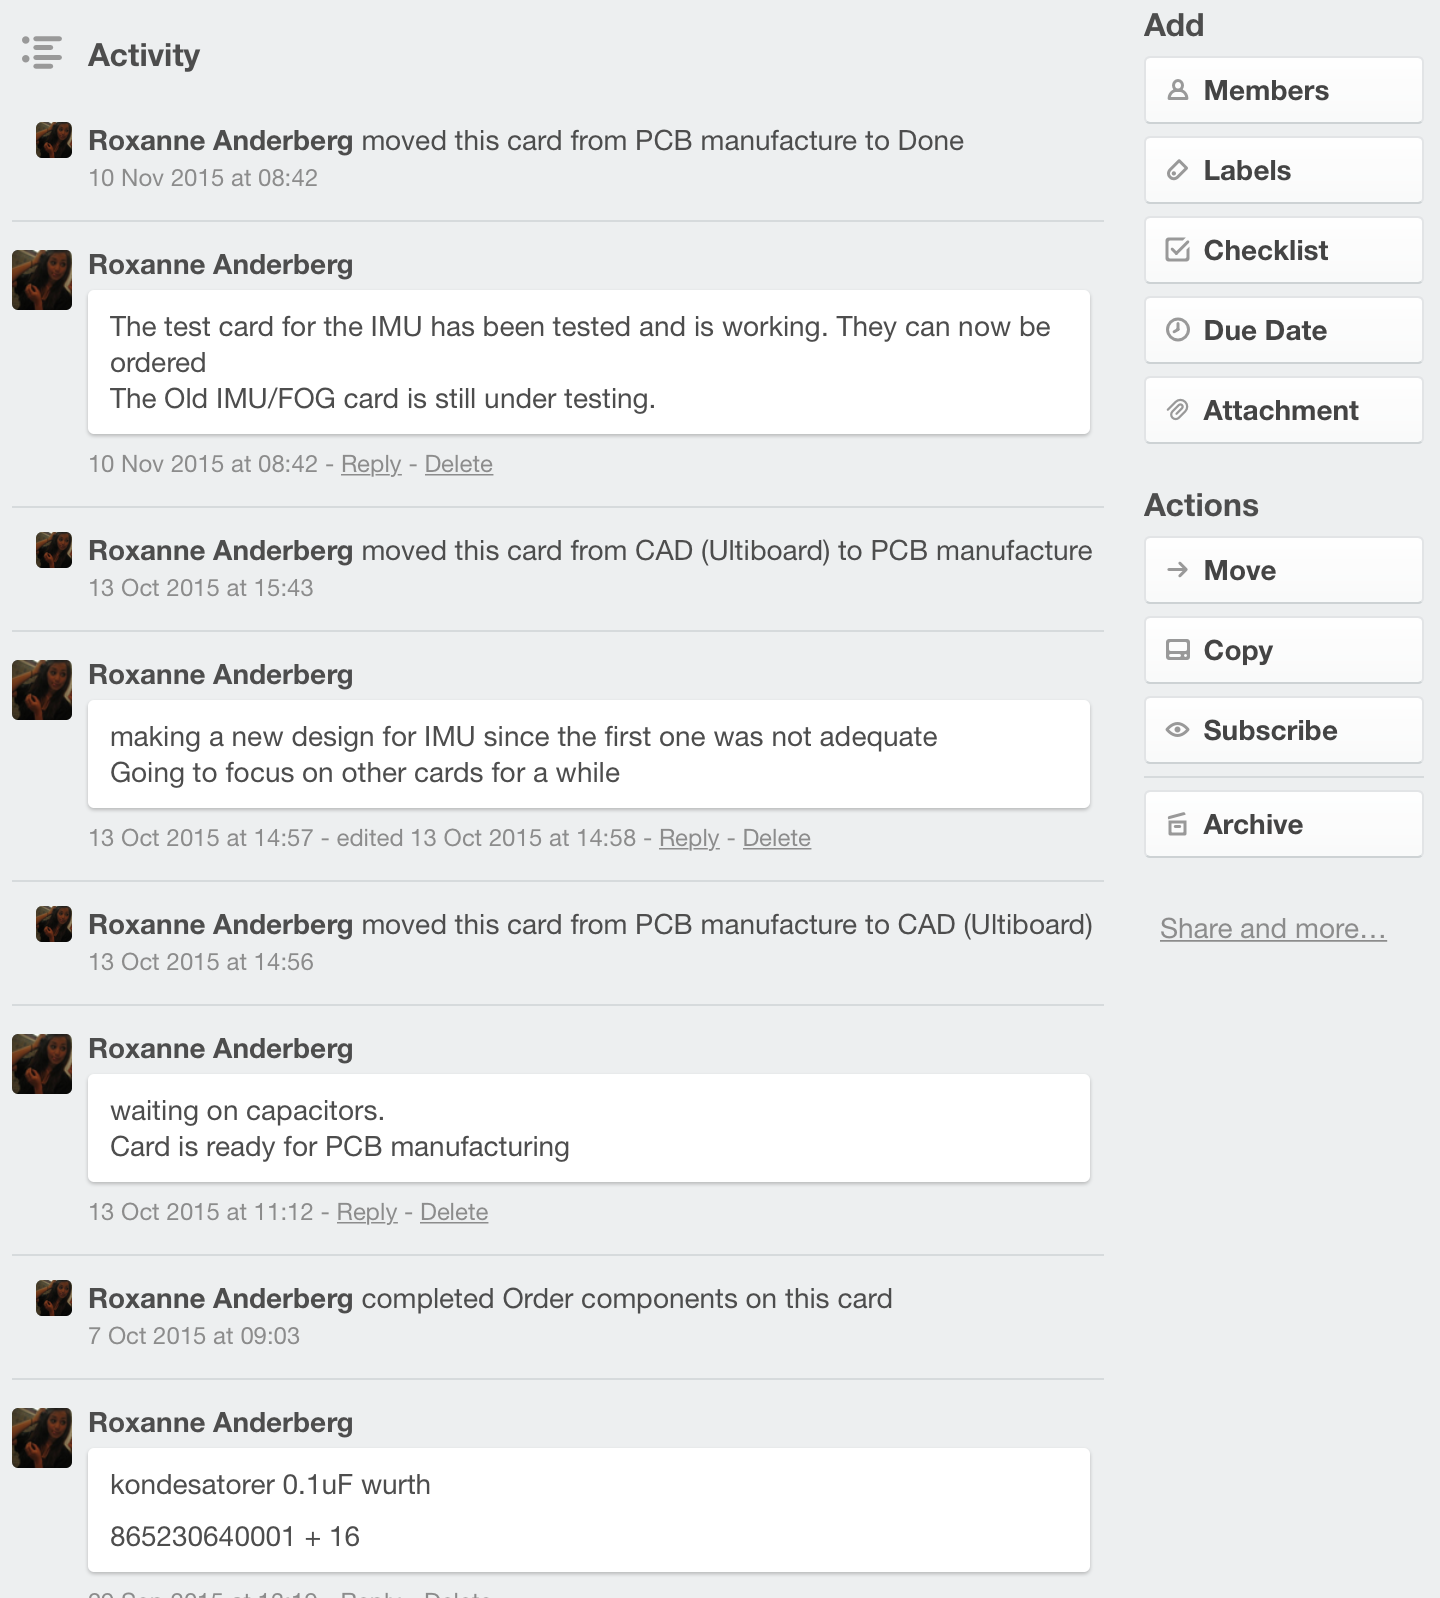 Activity
Roxanne Anderberg moved this card from PCB manufacture to Done
10 Nov 2015 at 08:42
Roxanne Anderberg
The test card for the IMU has been tested and is working. They can now be
ordered
The Old IMU/FOG card is still under testing.
10 Nov 2015 at 08:42 - Reply - Delete
Roxanne Anderberg moved this card from CAD (Ultiboard) to PCB manufacture
13 Oct 2015 at 15:43
Roxanne Anderberg
making a new design for IMU since the first one was not adequate
Going to focus on other cards for a while
13 Oct 2015 at 14:57 - edited 13 Oct 2015 at 14:58 - Reply - Delete
Roxanne Anderberg moved this card from PCB manufacture to CAD (Ultiboard)
13 Oct 2015 at 14:56
Roxanne Anderberg
waiting on capacitors.
Card is ready for PCB manufacturing
13 Oct 2015 at 11:12 - Reply - Delete
Roxanne Anderberg completed Order components on this card
7 Oct 2015 at 09:03
Roxanne Anderberg
kondesatorer 0.1uF wurth
865230640001 + 16
Reply - Delete
Add
Members
Labels
Checklist
Due Date
Attachment
Actions
Move
Copy
Subscribe
Archive
Share and more…